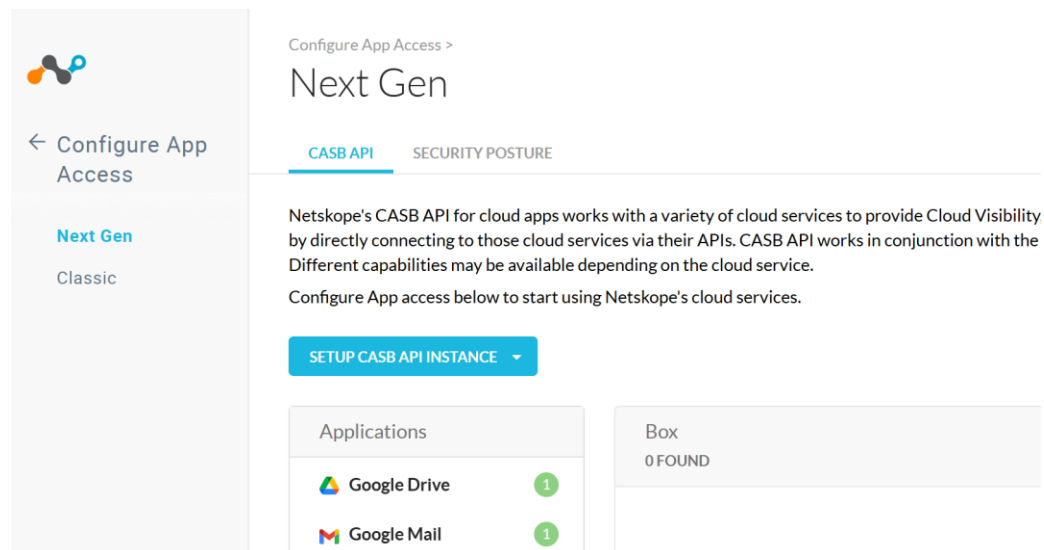 Configure App Access >
Next Gen
← Configure App
Access
CASB API SECURITY POSTURE
Next Gen
Classic
Netskope's CASB API for cloud apps works with a variety of cloud services to provide Cloud Visibility,
by directly connecting to those cloud services via their APIs. CASB API works in conjunction with the
Different capabilities may be available depending on the cloud service.
Configure App access below to start using Netskope's cloud services.
SETUP CASB API INSTANCE
Applications
Google Drive 1
Google Mail 1
Box
0 FOUND